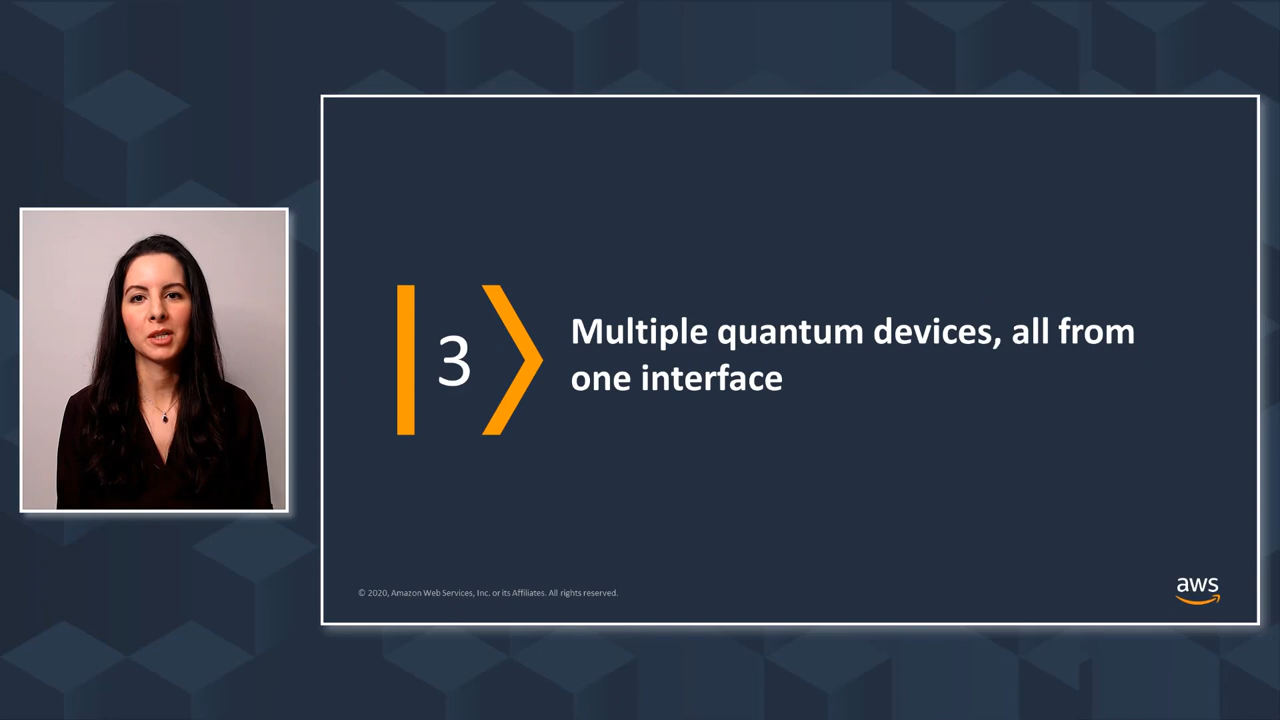 3
Multiple quantum devices, all from
one interface
© 2020, Amazon Web Services, Inc. or its Affiliates. All rights reserved.
aws